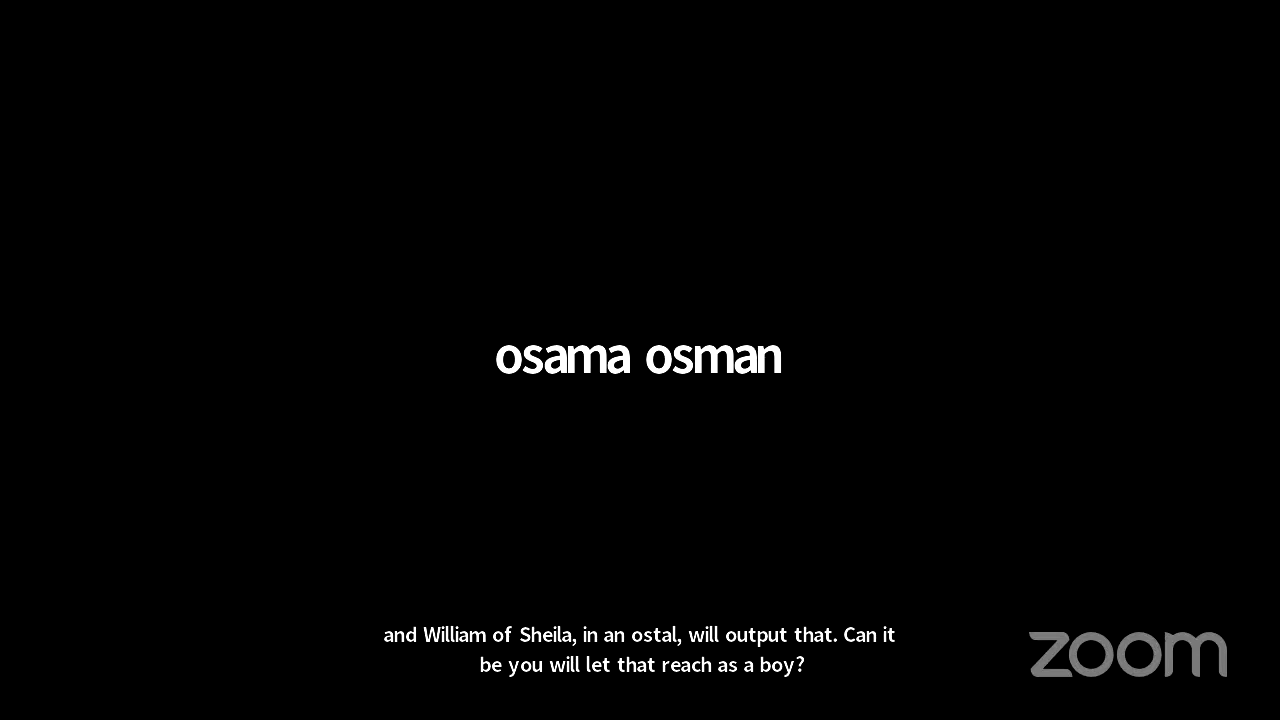 osama osman
and William of Sheila, in an ostal, will output that. Can it
be you will let that reach as a boy?
zoom